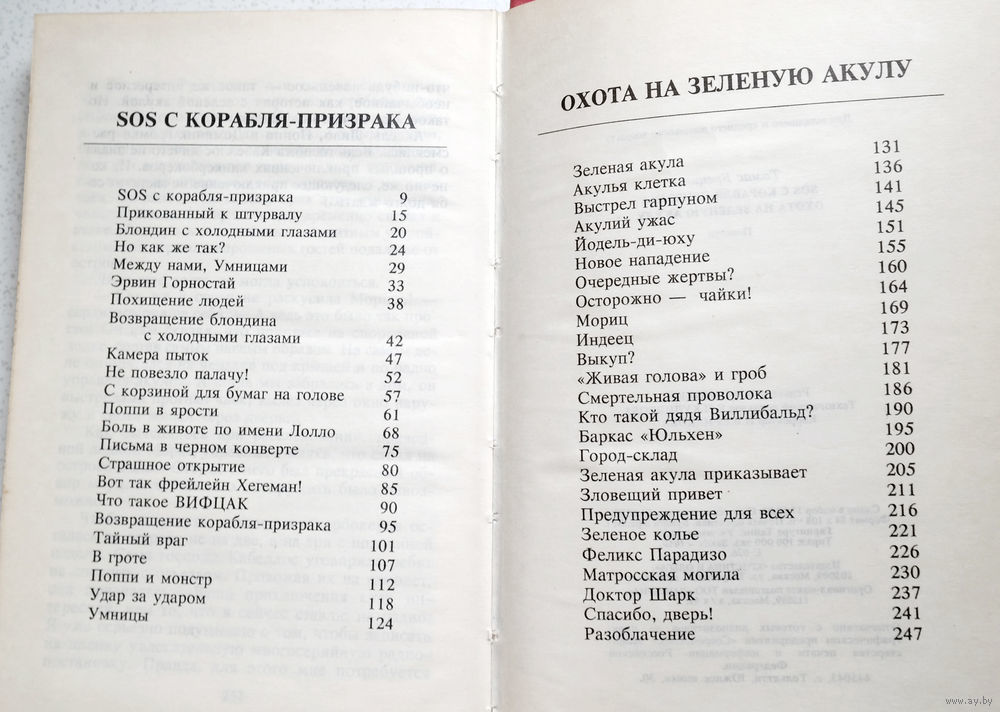 SOS С КОРАБЛЯ-ПРИЗРАКА
SOS с корабля-призрака 9
Прикованный к штурвалу 15
Блондин с холодными глазами 20
Но как же так? 24
Между нами, Умницами 29
Эрвин Горностай 33
Похищение людей 38
Возвращение блондина
с холодными глазами 42
Камера пыток 47
Не повезло палачу! 52
С корзиной для бумаг на голове 57
Поппи в ярости 61
Боль в животе по имени Лолло 68
Письма в черном конверте 75
Страшное открытие 80
Вот так фрейлейн Хегеман! 85
Что такое ВИФЦАК 90
Возвращение корабля-призрака 95
Тайный враг 101
В гроте 107
Поппи и монстр 112
Удар за ударом 118
Умницы 124
ОХОТА НА ЗЕЛЕНУЮ АКУЛУ
Зеленая акула 131
Акулья клетка 136
Выстрел гарпуном 141
Акулий ужас 145
Йодель-ди-юху 151
Новое нападение 155
Очередные жертвы? 160
Осторожно — чайки! 164
Мориц 169
Индеец 173
Выкуп? 177
«Живая голова» и гроб 181
Смертельная проволока 186
Кто такой дядя Виллибальд? 190
Баркас «Юльхен» 195
Город-склад 200
Зеленая акула приказывает 205
Зловещий привет 211
Предупреждение для всех 216
Зеленое колье 221
Феликс Парадизо 226
Матросская могила 230
Доктор Шарк 237
Спасибо, дверь! 241
Разоблачение 247
www.ay.by